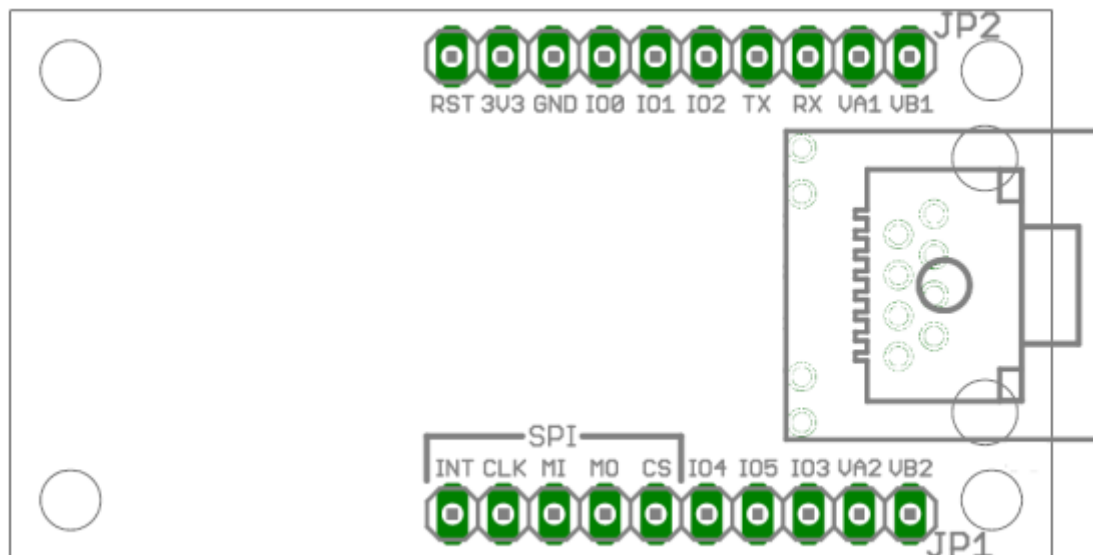 JP2
RST 3V3 GND IO0 IO1 IO2 TX RX VA1 VB1
SPI
INT CLK MI MO CS IO4 IO5 IO3 VA2 VB2
JP1